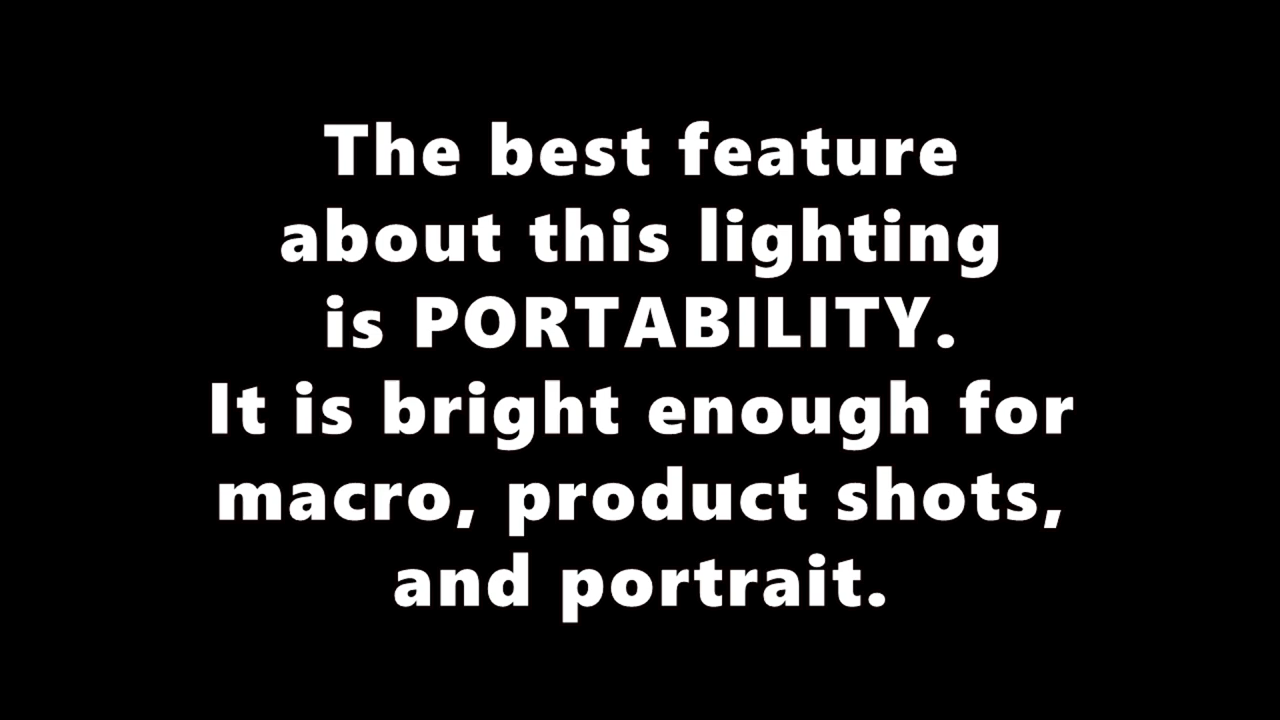 The best feature
about this lighting
is PORTABILITY.
It is bright enough for
macro, product shots,
and portrait.